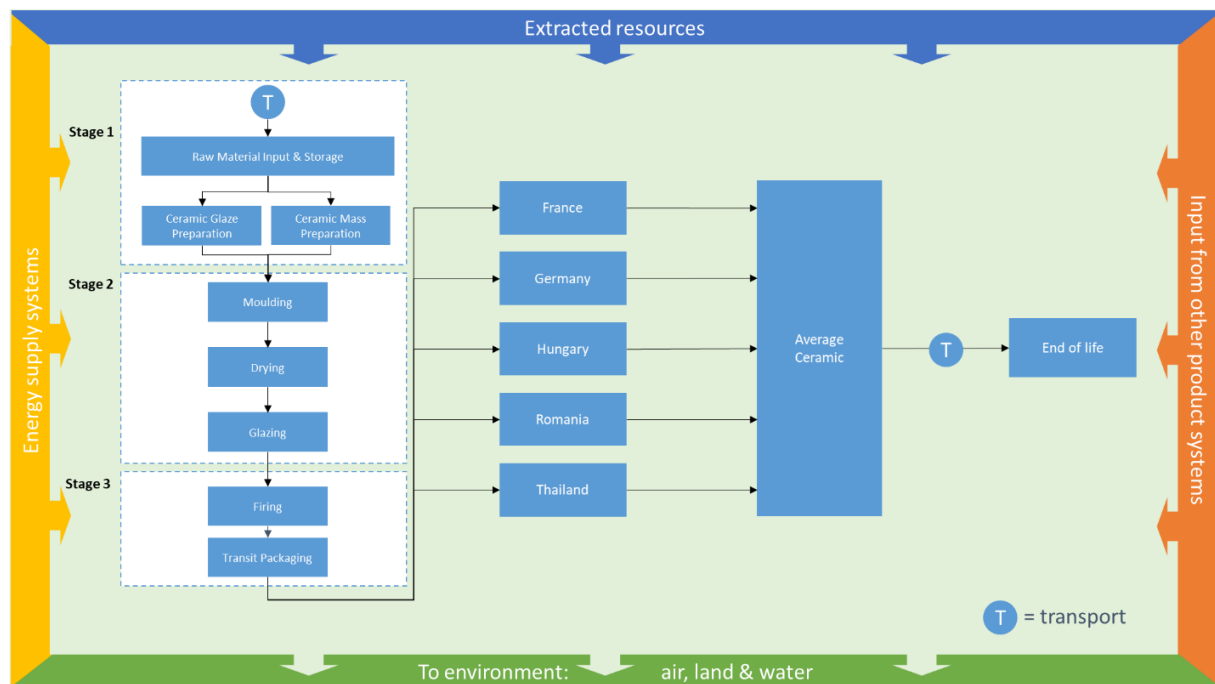 Extracted resources
Energy supply systems
Input from other product systems
Stage 1
T
Raw Material Input & Storage
Ceramic Glaze
Preparation
Ceramic Mass
Preparation
Stage 2
Moulding
Drying
Glazing
Stage 3
Firing
Transit Packaging
France
Germany
Hungary
Romania
Thailand
Average
Ceramic
T
End of life
T = transport
To environment: air, land & water